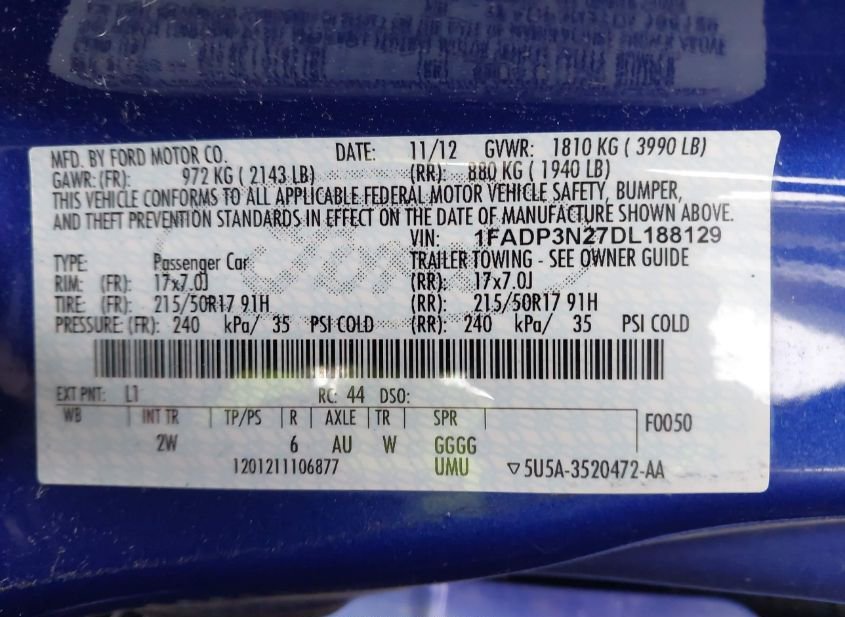 MFD. BY FORD MOTOR CO. DATE: 11/12 GVWR: 1810 KG ( 3990 LB)
GAWR: (FR): 972 KG ( 2143 LB) (RR): 880 KG ( 1940 LB)
THIS VEHICLE CONFORMS TO ALL APPLICABLE FEDERAL MOTOR VEHICLE SAFETY, BUMPER,
AND THEFT PREVENTION STANDARDS IN EFFECT ON THE DATE OF MANUFACTURE SHOWN ABOVE.
VIN: 1FADP3N27DL188129
TYPE: Passenger Car TRAILER TOWING - SEE OWNER GUIDE
RIM: (FR): 17x7.0J (RR): 17x7.0J
TIRE: (FR): 215/50R17 91H (RR): 215/50R17 91H
PRESSURE: (FR): 240 kPa/ 35 PSI COLD (RR): 240 kPa/ 35 PSI COLD
EXT PNT: L1 RC: 44 DSO:
WB INT TR TP/PS R AXLE TR SPR F0050
2W 6 AU W GGGG
1201211106877 UMU ▽5U5A-3520472-AA